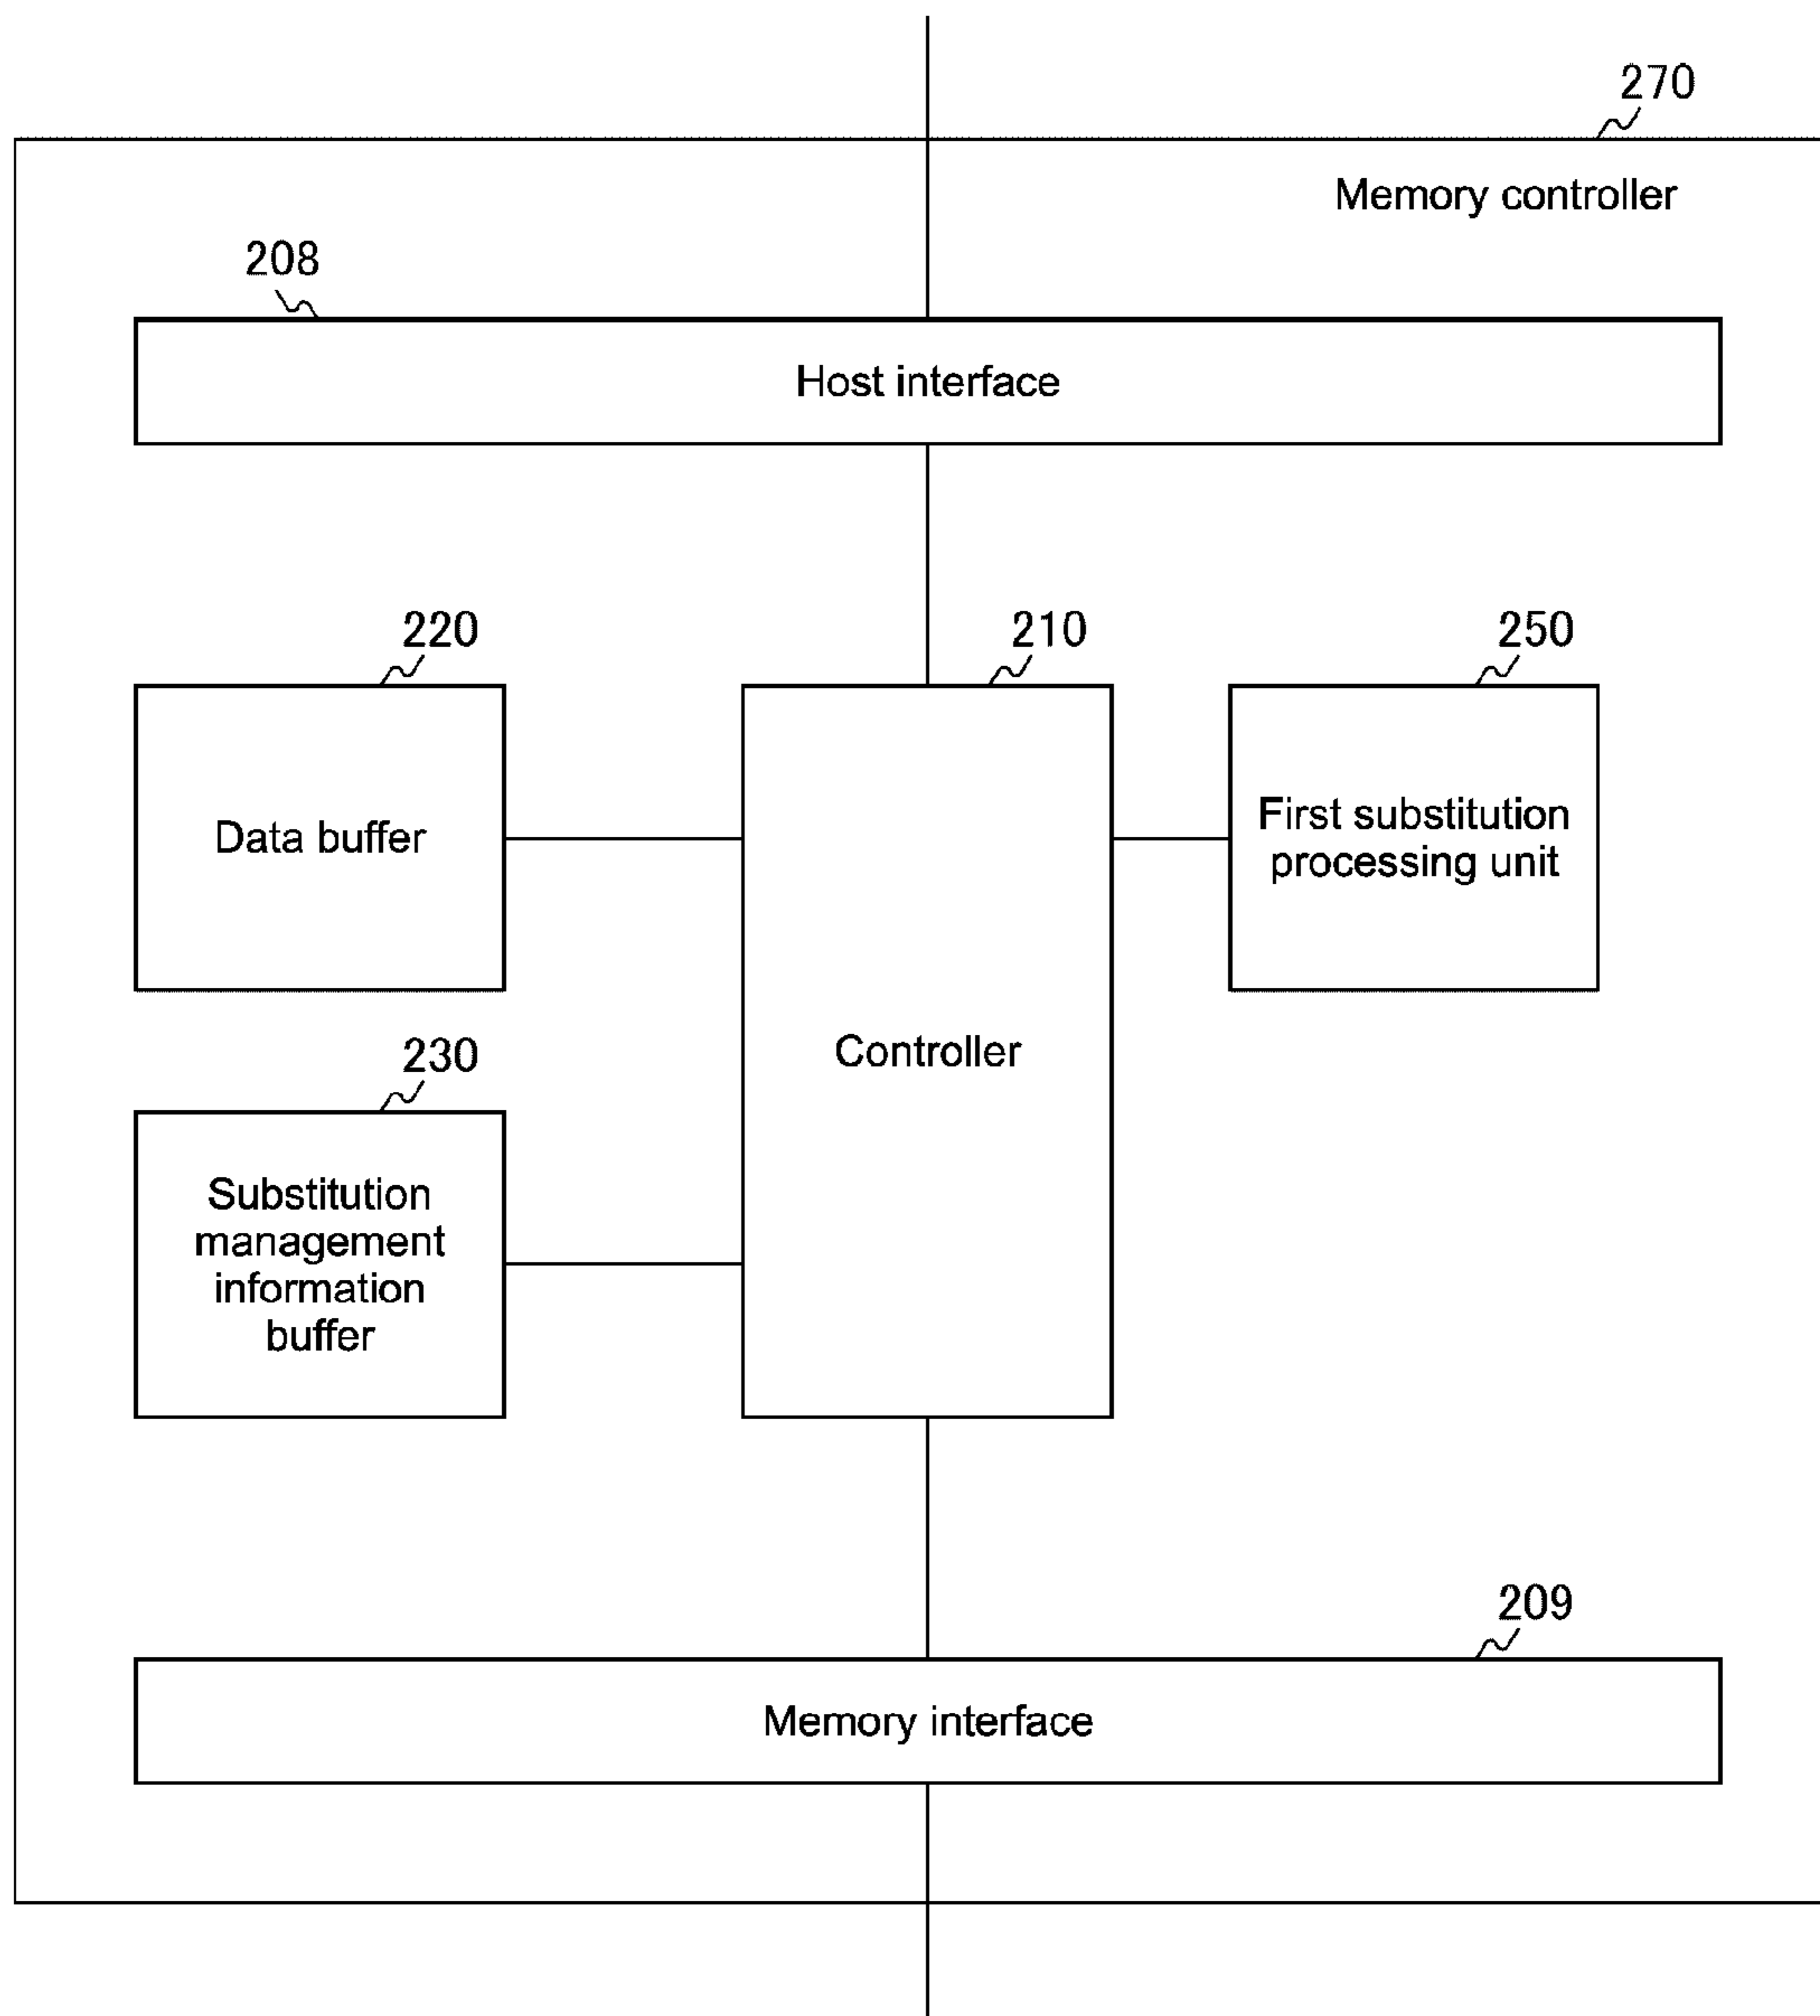 270
Memory controller
208
Host interface
220
210
250
Data buffer
First substitution
processing unit
Controller
230
Substitution
management
information
buffer
209
Memory interface